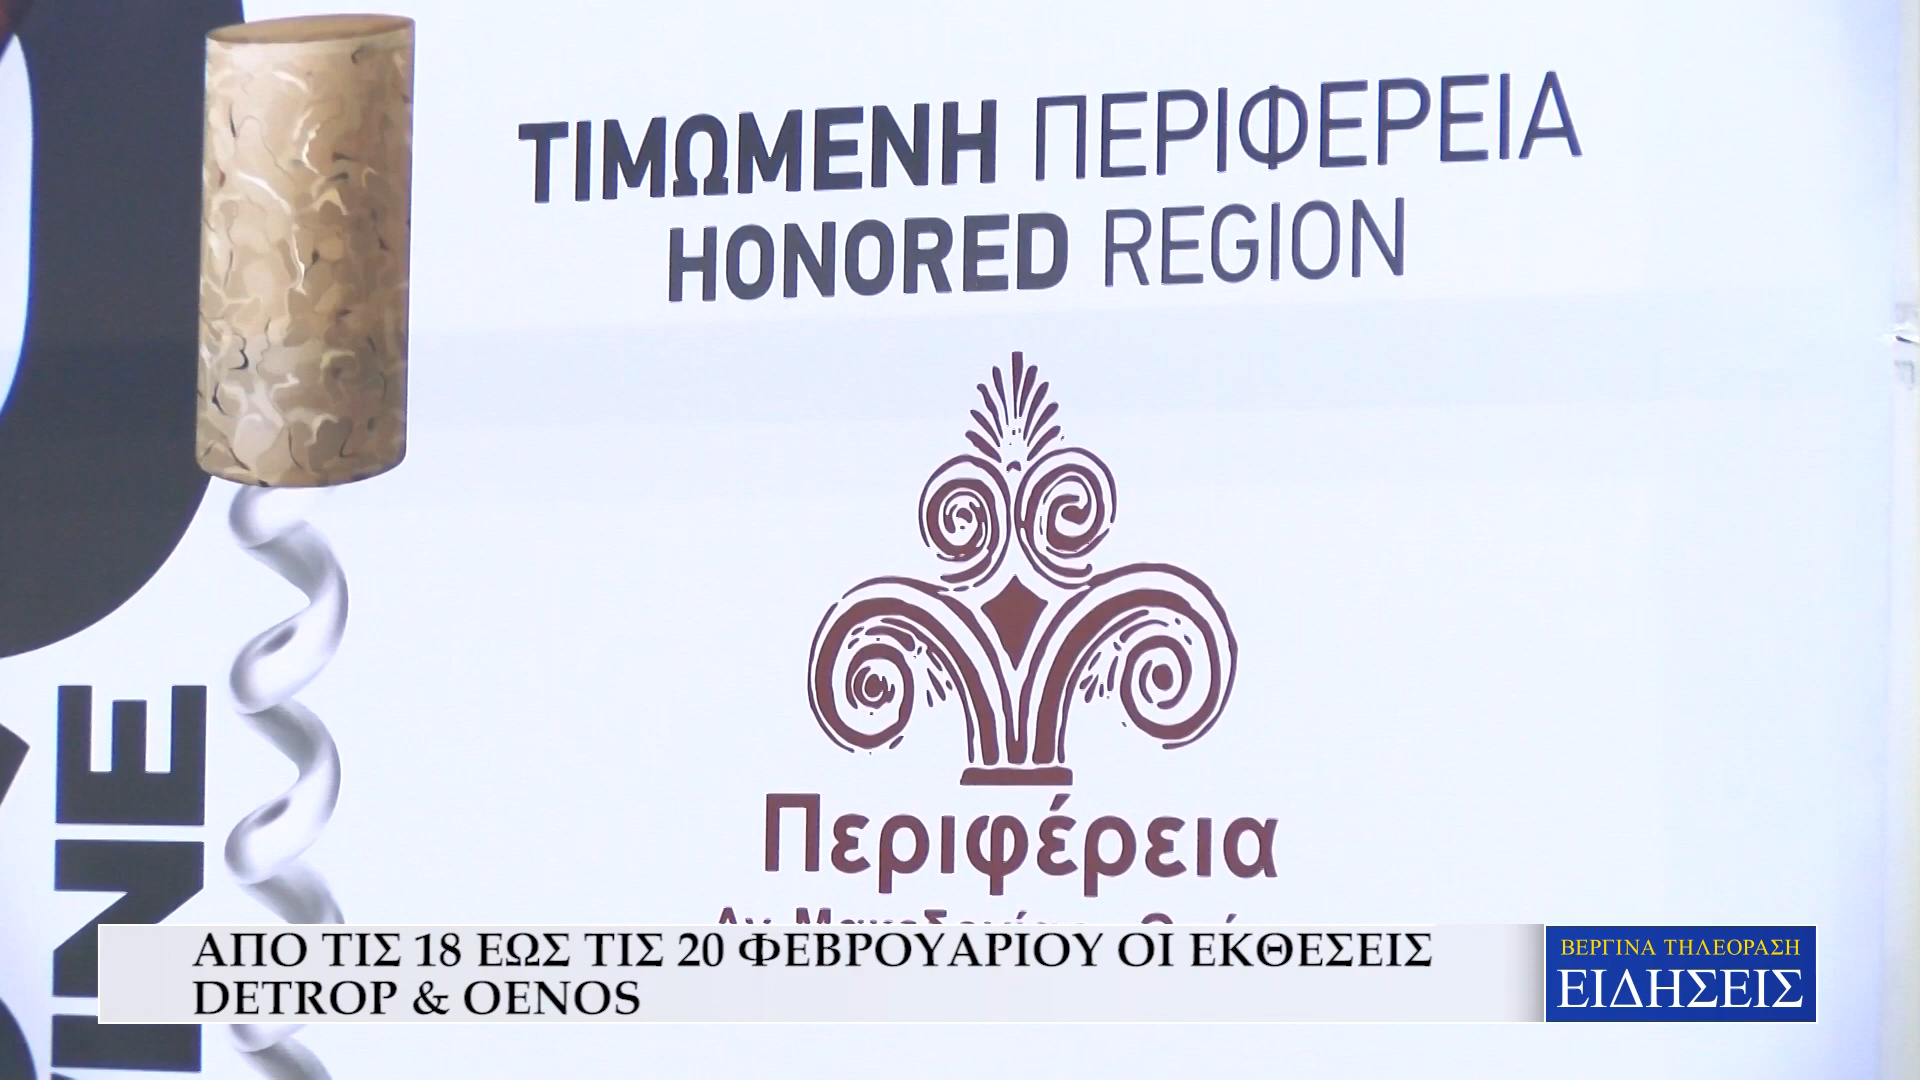 ΤΙΜΩΜΕΝΗ ΠΕΡΙΦΕΡΕΙΑ
HONORED REGION
Περιφέρεια
WINE
ΑΠΟ ΤΙΣ 18 ΕΩΣ ΤΙΣ 20 ΦΕΒΡΟΥΑΡΙΟΥ ΟΙ ΕΚΘΕΣΕΙΣ
DETROP & OENOS
ΒΕΡΓΙΝΑ ΤΗΛΕΟΡΑΣΗ
ΕΙΔΗΣΕΙΣ